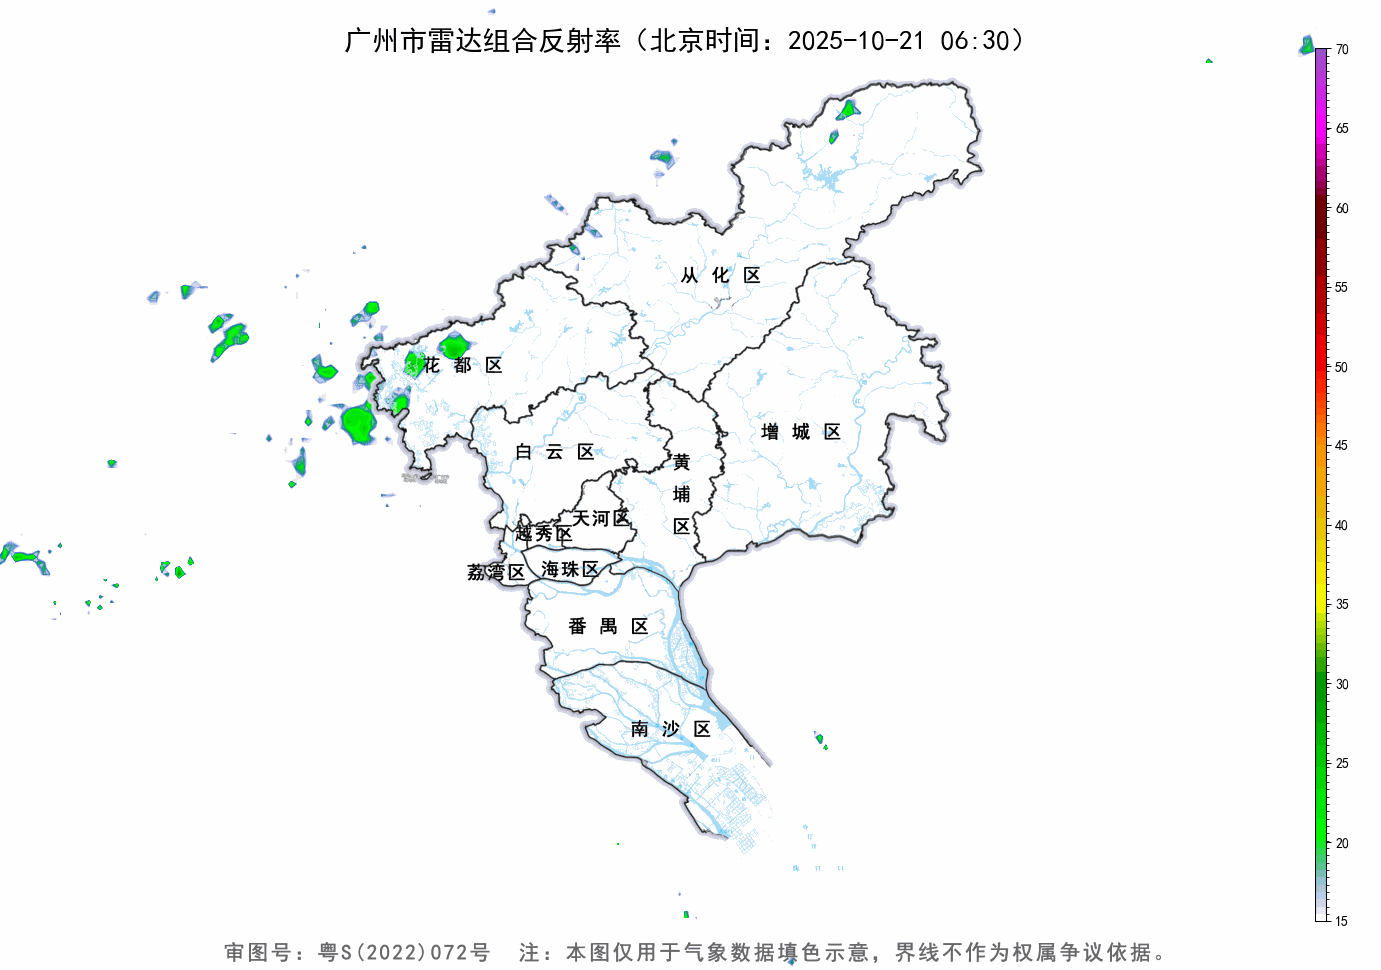 广州市雷达组合反射率（北京时间：2025-10-21 06:30）
70
65
60
55
50
45
40
35
30
25
20
15
从化区
花都区
增城区
白云区
黄埔区
天河区
越秀区
荔湾区
海珠区
番禺区
南沙区
审图号：粤S(2022)072号 注：本图仅用于气象数据填色示意，界线不作为权属争议依据。